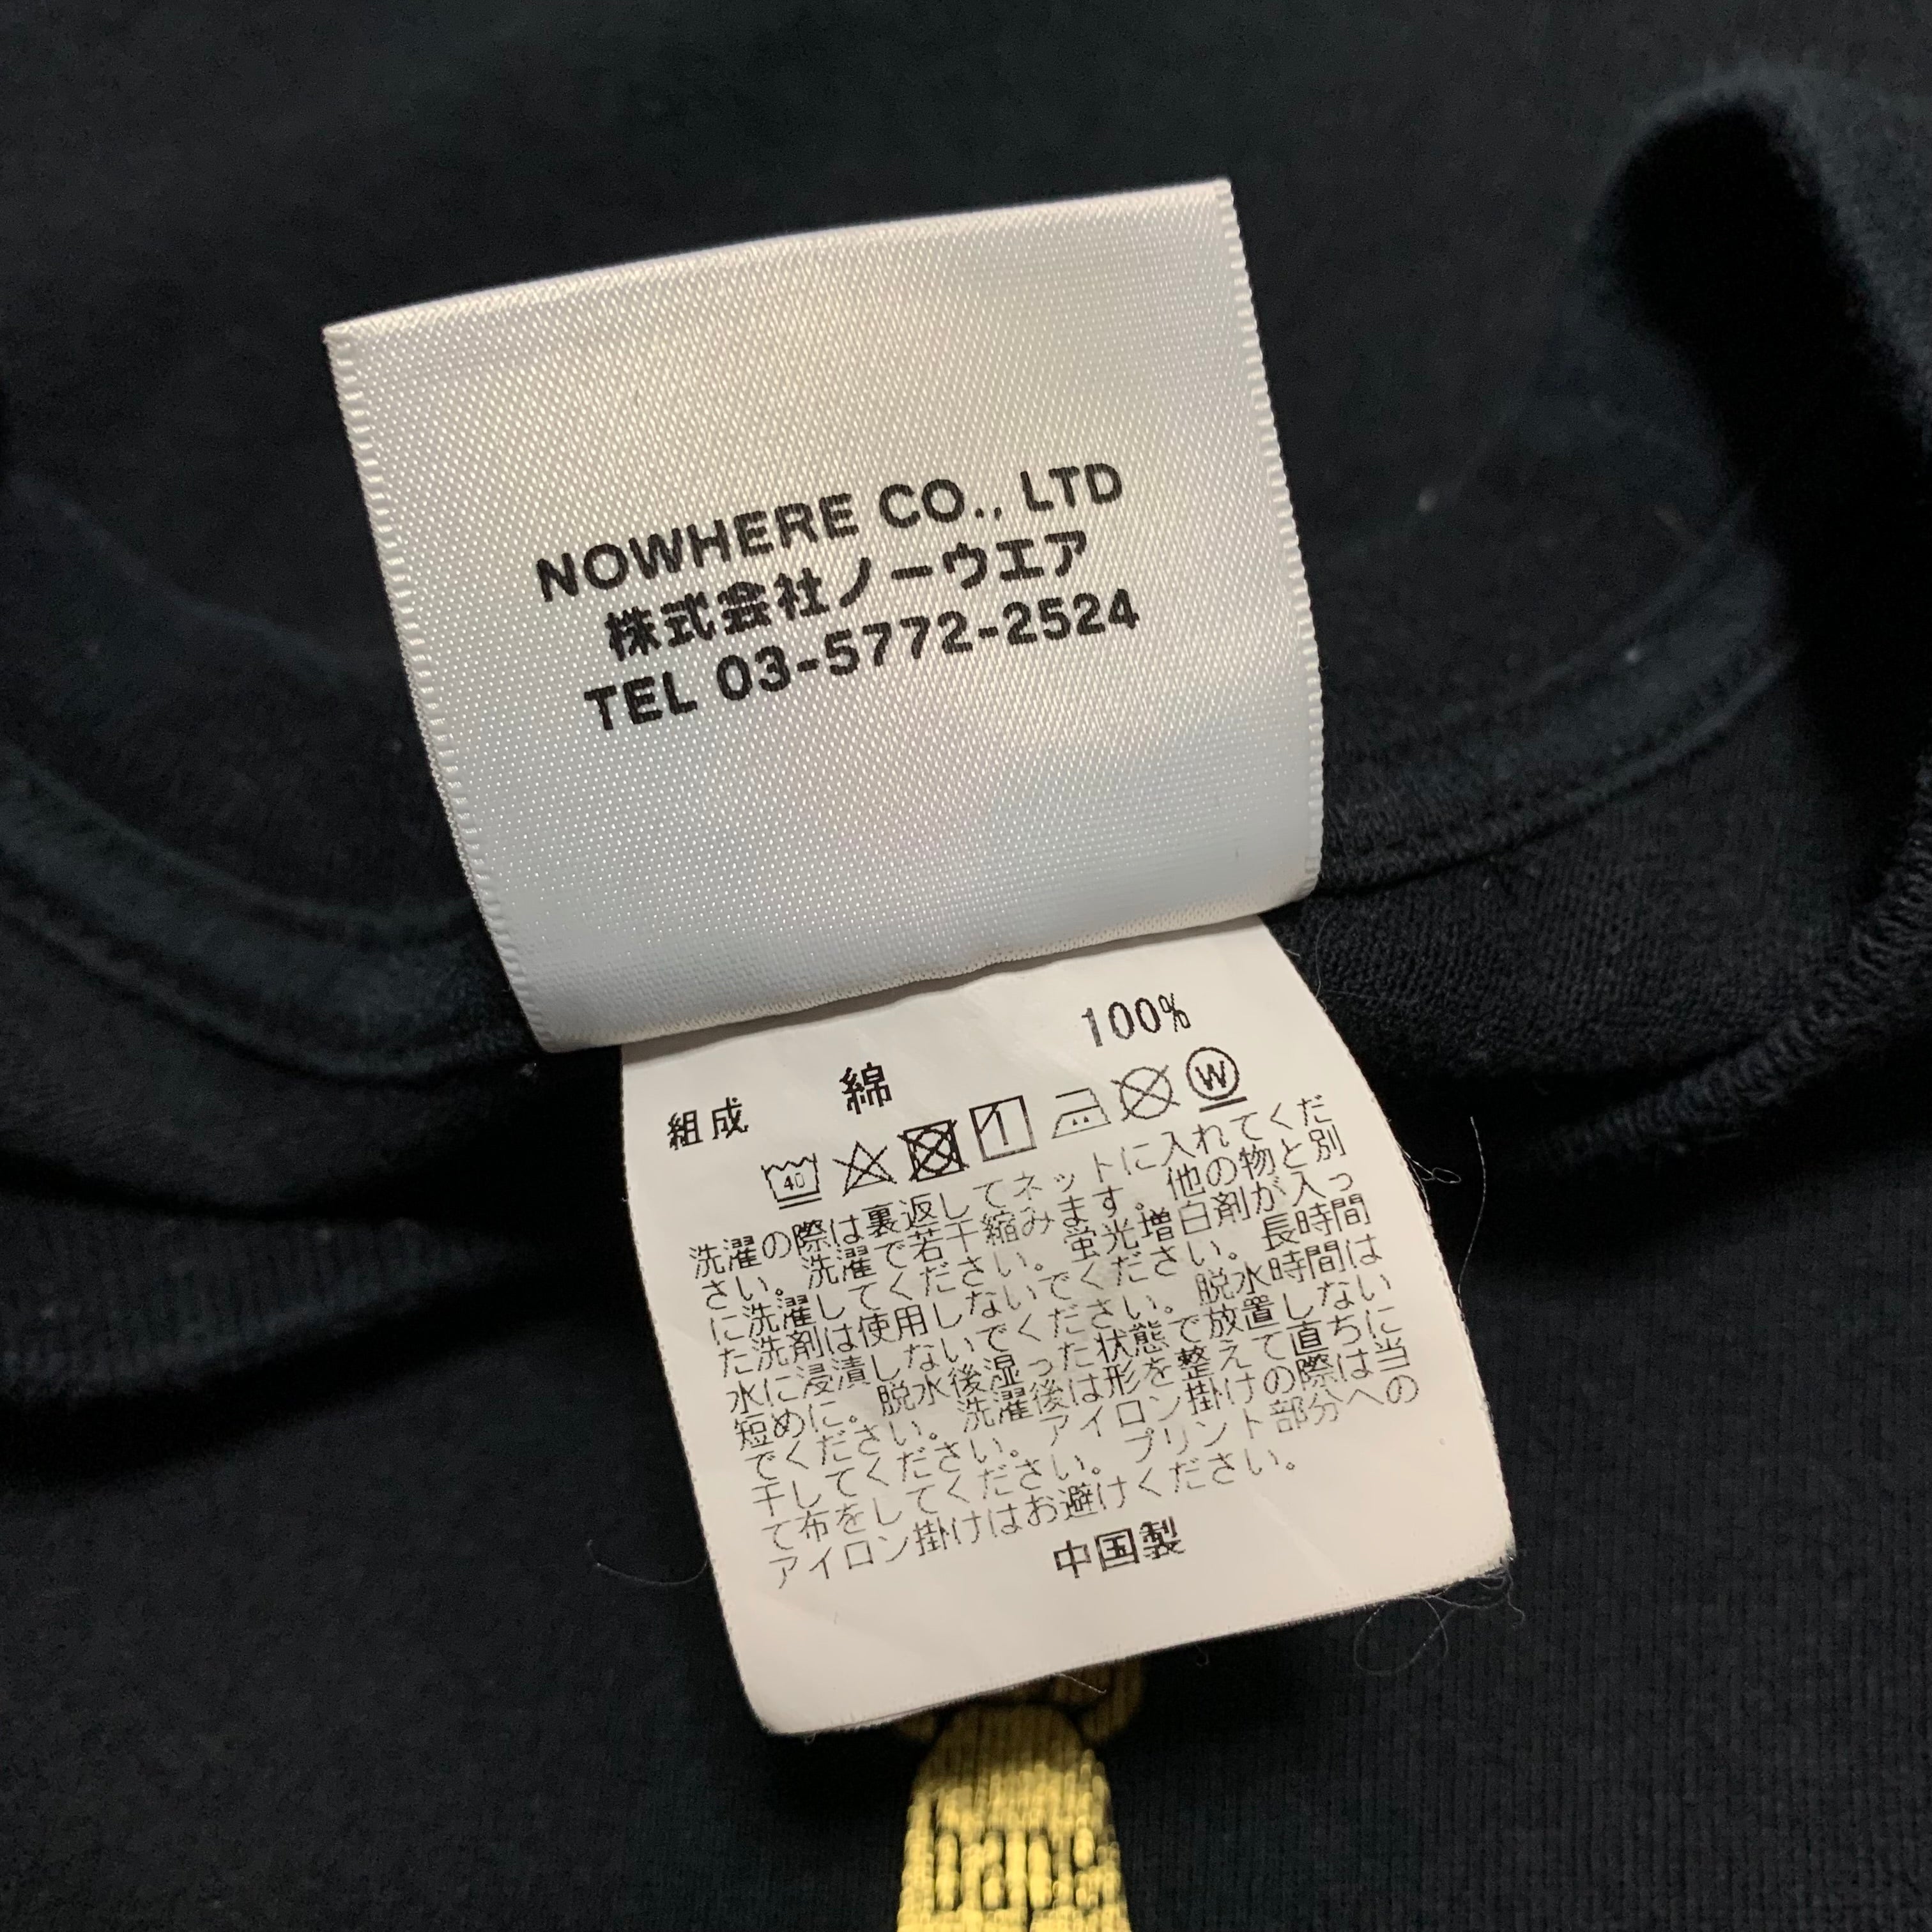 NOWHERE CO., LTD
株式会社ノーウエア
TEL 03-5772-2524
組成 綿 100%
40 1 W
洗濯の際は裏返してネットに入れてくだ
さい。洗濯で若干縮みます。他の物と別
に洗濯してください。蛍光増白剤が入っ
た洗剤は使用しないでください。長時間
水に浸漬しないでください。脱水時間は
短めに。脱水後湿った状態で放置しない
でください。洗濯後は形を整えて直ちに
干してください。アイロン掛けの際は当
て布をしてください。プリント部分への
アイロン掛けはお避けください。
中国製